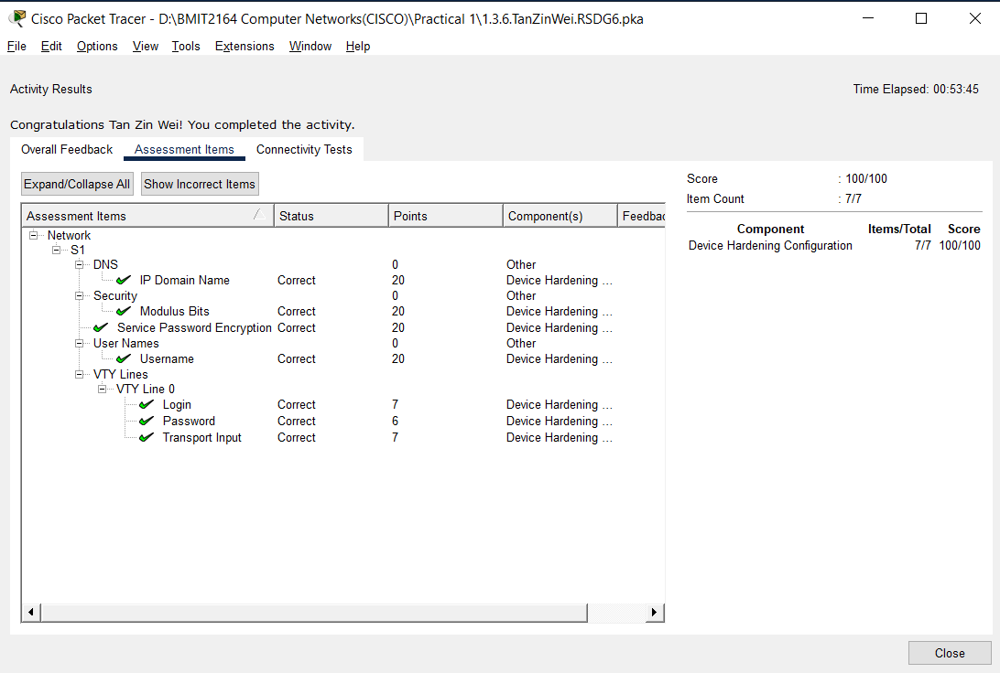 Cisco Packet Tracer - D:\BMIT2164 Computer Networks(CISCO)\Practical 1\1.3.6.TanZinWei.RSDG6.pka
File Edit Options View Tools Extensions Window Help
Activity Results
Time Elapsed: 00:53:45
Congratulations Tan Zin Wei! You completed the activity.
Overall Feedback Assessment Items Connectivity Tests
Expand/Collapse All Show Incorrect Items
Assessment Items Status Points Component(s) Feedbac
Network
S1
DNS 0 Other
IP Domain Name Correct 20 Device Hardening ...
Security 0 Other
Modulus Bits Correct 20 Device Hardening ...
Service Password Encryption Correct 20 Device Hardening ...
User Names 0 Other
Username Correct 20 Device Hardening ...
VTY Lines
VTY Line 0
Login Correct 7 Device Hardening ...
Password Correct 6 Device Hardening ...
Transport Input Correct 7 Device Hardening ...
Score : 100/100
Item Count : 7/7
Component Items/Total Score
Device Hardening Configuration 7/7 100/100
Close